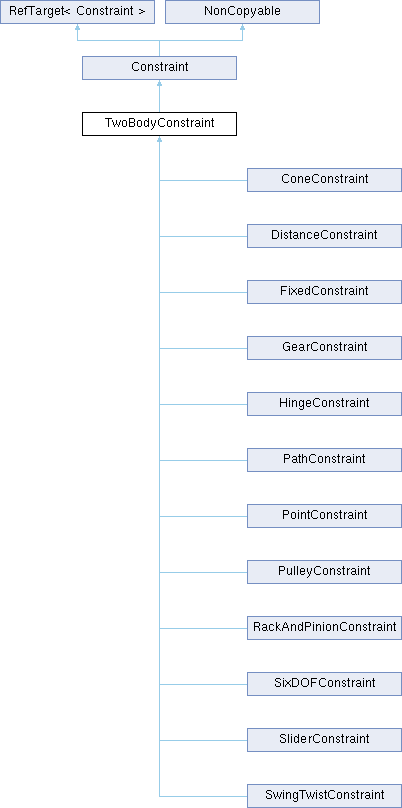 RefTarget< Constraint >
NonCopyable
Constraint
TwoBodyConstraint
ConeConstraint
DistanceConstraint
FixedConstraint
GearConstraint
HingeConstraint
PathConstraint
PointConstraint
PulleyConstraint
RackAndPinionConstraint
SixDOFConstraint
SliderConstraint
SwingTwistConstraint